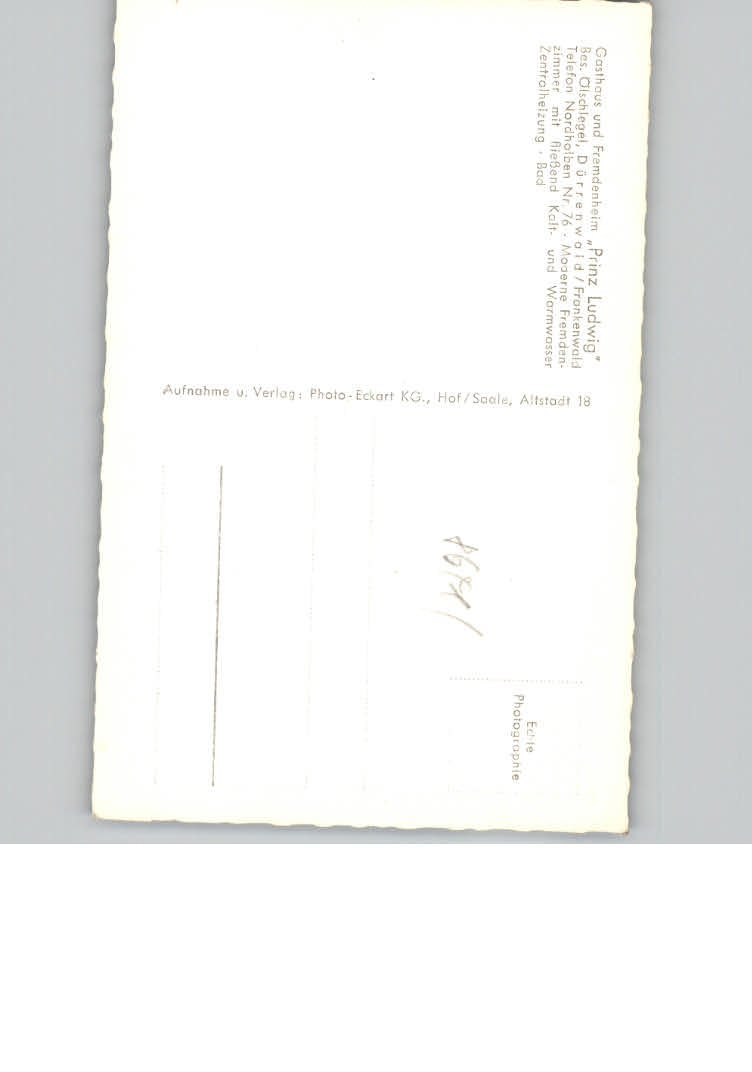 Gasthaus und Fremdenheim „Prinz Ludwig"
Bes. Ölschlegel, Dürrenwald / Frankenwald
Telefon Nordhalben Nr. 76 · Moderne Fremden-
zimmer mit fließend Kalt- und Warmwasser
Zentralheizung · Bad
Aufnahme u. Verlag: Photo-Eckart KG., Hof/Saale, Altstadt 18
Echte
Photographie